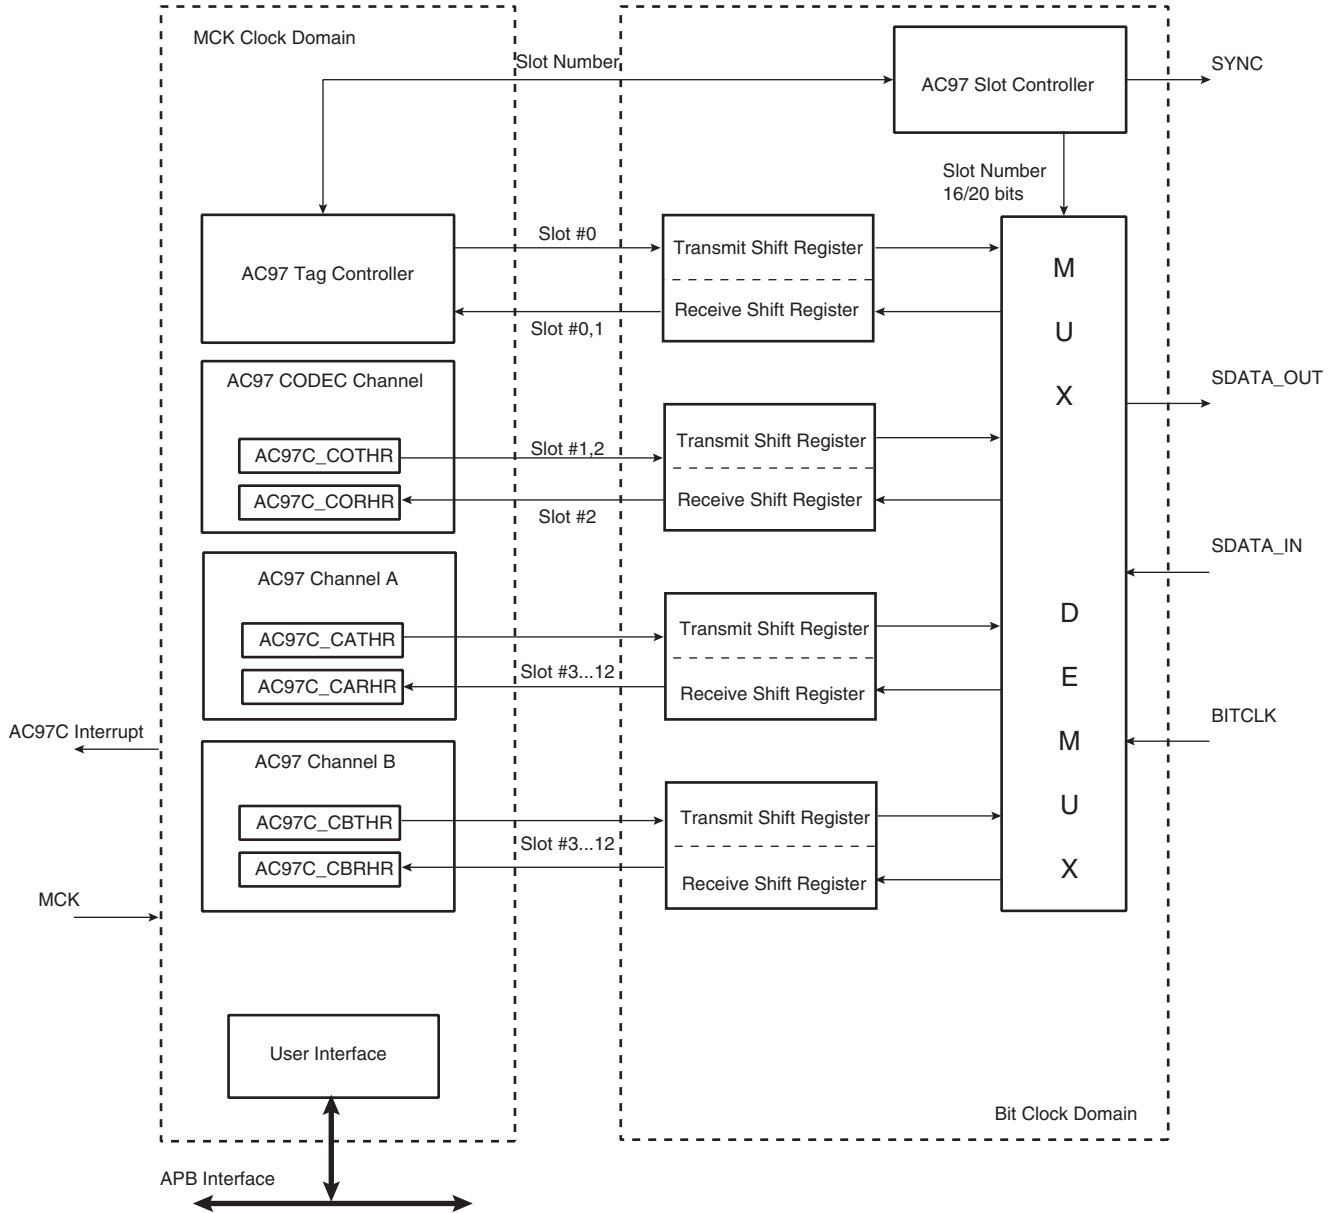 MCK Clock Domain
Slot Number
AC97 Slot Controller
SYNC
Slot Number
16/20 bits
AC97 Tag Controller
Slot #0
Slot #0,1
Transmit Shift Register
Receive Shift Register
M
U
X
D
E
M
U
X
AC97 CODEC Channel
AC97C_COTHR
AC97C_CORHR
Slot #1,2
Slot #2
Transmit Shift Register
Receive Shift Register
SDATA_OUT
SDATA_IN
AC97 Channel A
AC97C_CATHR
AC97C_CARHR
Slot #3...12
Transmit Shift Register
Receive Shift Register
BITCLK
AC97C Interrupt
AC97 Channel B
AC97C_CBTHR
AC97C_CBRHR
Slot #3...12
Transmit Shift Register
Receive Shift Register
MCK
User Interface
Bit Clock Domain
APB Interface